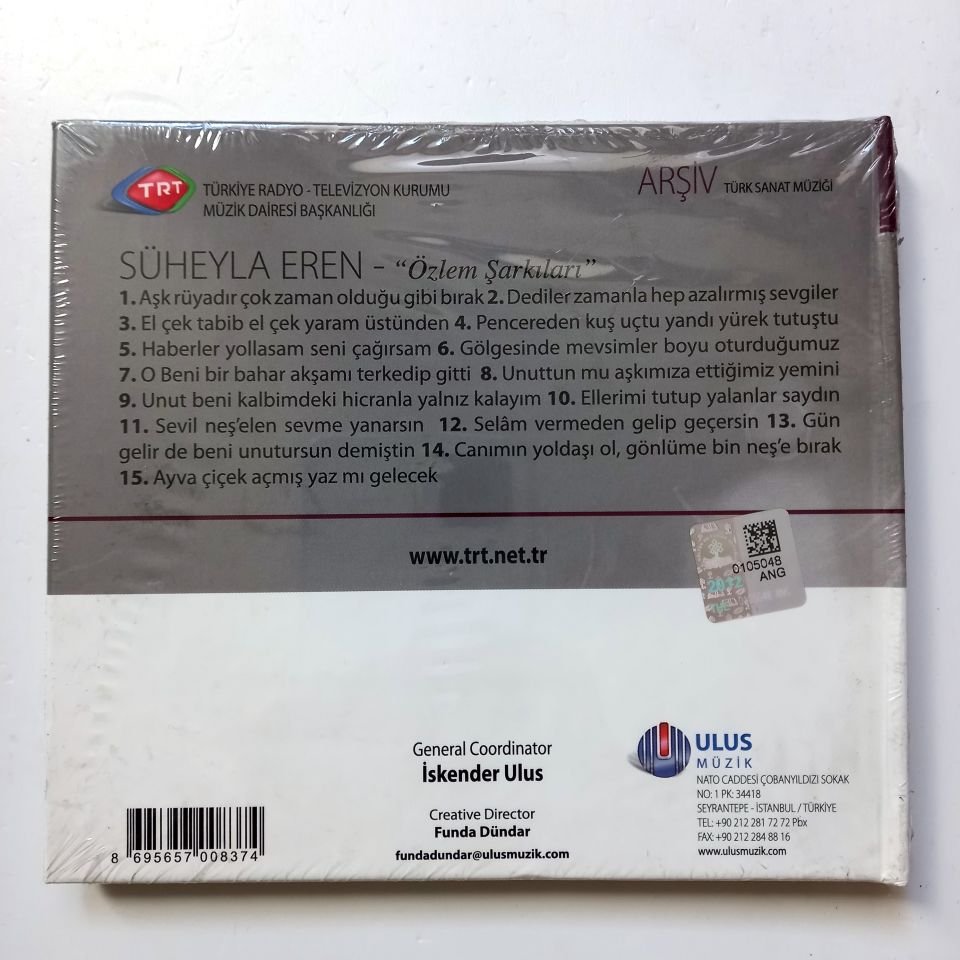 TRT
TÜRKİYE RADYO - TELEVİZYON KURUMU
MÜZİK DAİRESİ BAŞKANLIĞI
ARŞİV TÜRK SANAT MÜZİĞİ
SÜHEYLA EREN - “Özlem Şarkıları”
1. Aşk rüyadır çok zaman olduğu gibi bırak 2. Dediler zamanla hep azalırmış sevgiler
3. El çek tabib el çek yaram üstünden 4. Pencereden kuş uçtu yandı yürek tutuştu
5. Haberler yollasam seni çağırsam 6. Gölgesinde mevsimler boyu oturduğumuz
7. O Beni bir bahar akşamı terkedip gitti 8. Unuttun mu aşkımıza ettiğimiz yemini
9. Unut beni kalbimdeki hicranla yalnız kalayım 10. Ellerimi tutup yalanlar saydın
11. Sevil neş'elen sevme yanarsın 12. Selâm vermeden gelip geçersin 13. Gün
gelir de beni unutursun demiştin 14. Canımın yoldaşı ol, gönlüme bin neş'e bırak
15. Ayva çiçek açmış yaz mı gelecek
www.trt.net.tr
0105048
ANG
General Coordinator
İskender Ulus
Creative Director
Funda Dündar
fundadundar@ulusmuzik.com
ULUS
MÜZİK
NATO CADDESİ ÇOBANYILDIZI SOKAK
NO: 1 PK: 34418
SEYRANTEPE - İSTANBUL / TÜRKİYE
TEL: +90 212 281 72 72 Pbx
FAX: +90 212 284 88 16
www.ulusmuzik.com
8 695657 008374